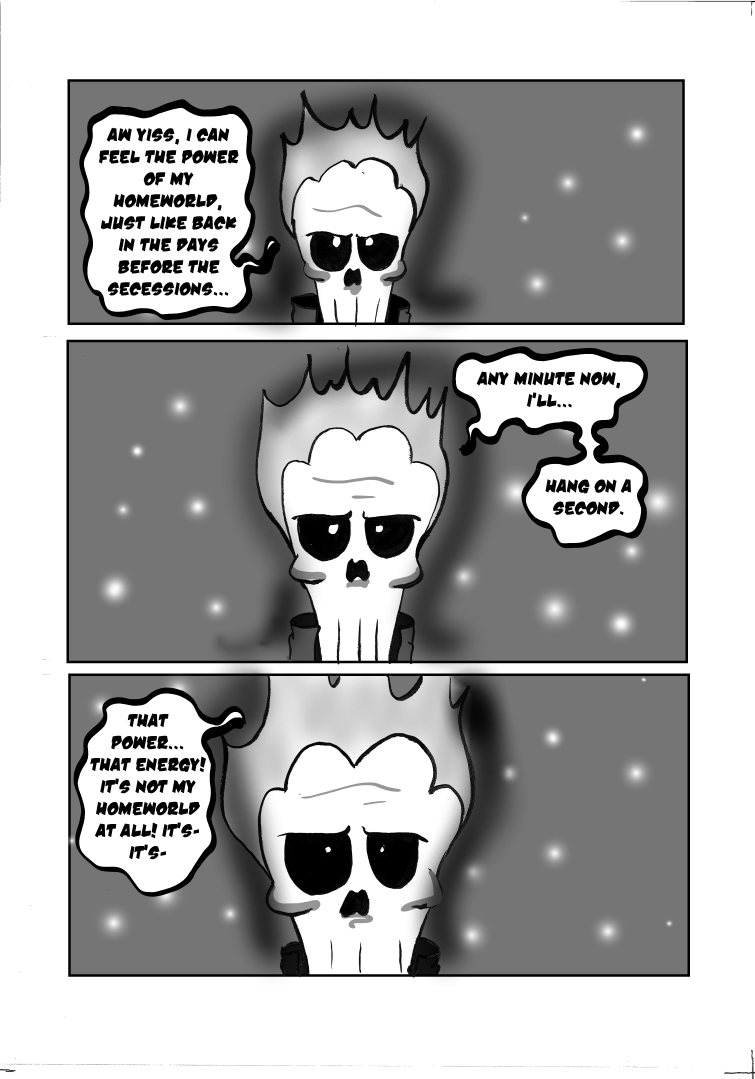 AW YISS, I CAN
FEEL THE POWER
OF MY
HOMEWORLD,
JUST LIKE BACK
IN THE DAYS
BEFORE THE
SECESSIONS...
ANY MINUTE NOW,
I'LL...
HANG ON A
SECOND.
THAT
POWER...
THAT ENERGY!
IT'S NOT MY
HOMEWORLD
AT ALL! IT'S-
IT'S-